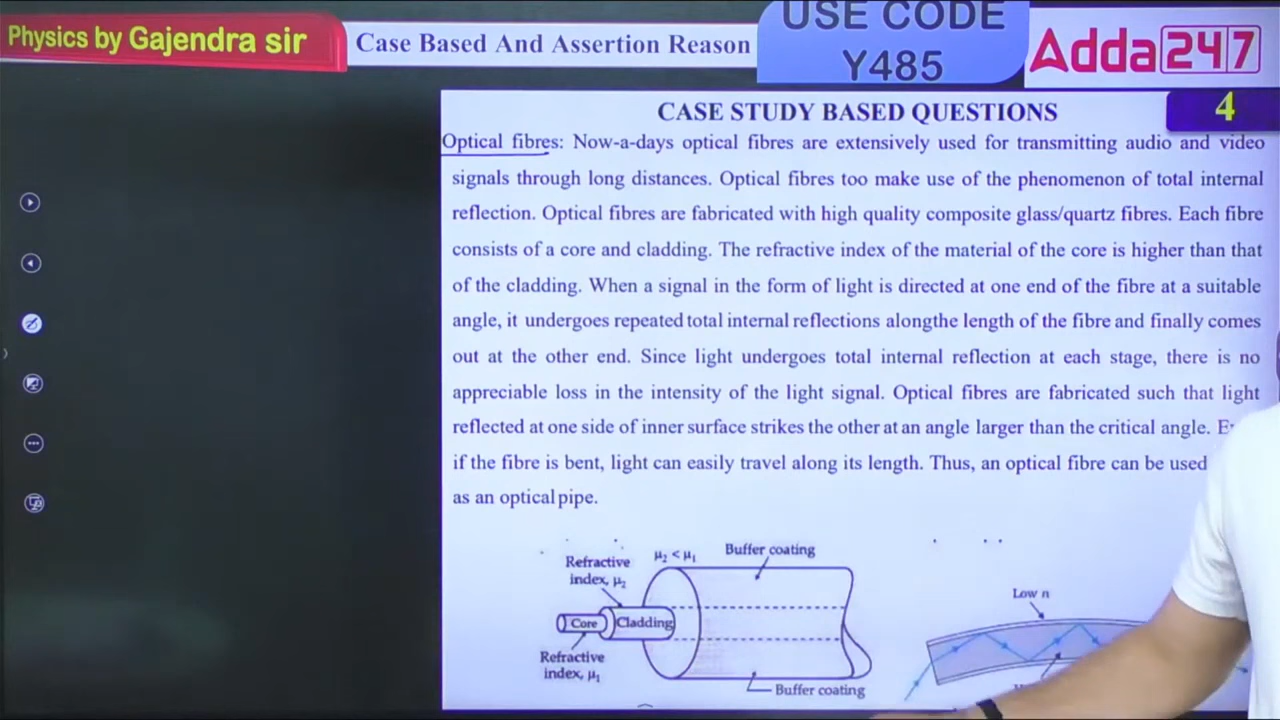 Physics by Gajendra sir
Case Based And Assertion Reason
USE CODE
Y485
Adda247
CASE STUDY BASED QUESTIONS
4
Optical fibres: Now-a-days optical fibres are extensively used for transmitting audio and video
signals through long distances. Optical fibres too make use of the phenomenon of total internal
reflection. Optical fibres are fabricated with high quality composite glass/quartz fibres. Each fibre
consists of a core and cladding. The refractive index of the material of the core is higher than that
of the cladding. When a signal in the form of light is directed at one end of the fibre at a suitable
angle, it undergoes repeated total internal reflections alongthe length of the fibre and finally comes
out at the other end. Since light undergoes total internal reflection at each stage, there is no
appreciable loss in the intensity of the light signal. Optical fibres are fabricated such that light
reflected at one side of inner surface strikes the other at an angle larger than the critical angle.
if the fibre is bent, light can easily travel along its length. Thus, an optical fibre can be used
as an optical pipe.
Refractive
index, μ₂
μ₂ < μ₁
Buffer coating
Low n
Core
Cladding
Refractive
index, μ₁
Buffer coating